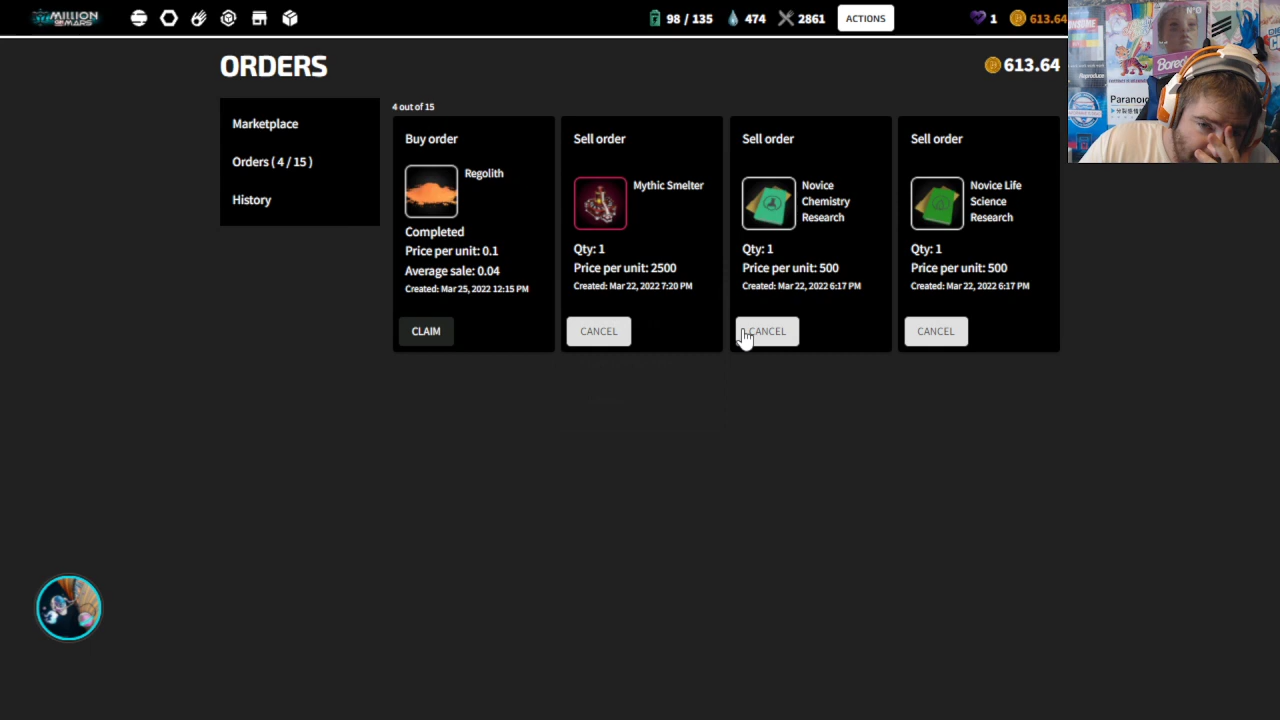 MILLION
ON MARS
98 / 135
474
2861
ACTIONS
1
613.64
ORDERS
613.64
Marketplace
Orders ( 4 / 15 )
History
4 out of 15
Buy order
Regolith
Completed
Price per unit: 0.1
Average sale: 0.04
Created: Mar 25, 2022 12:15 PM
CLAIM
Sell order
Mythic Smelter
Qty: 1
Price per unit: 2500
Created: Mar 22, 2022 7:20 PM
CANCEL
Sell order
Novice
Chemistry
Research
Qty: 1
Price per unit: 500
Created: Mar 22, 2022 6:17 PM
CANCEL
Sell order
Novice Life
Science
Research
Qty: 1
Price per unit: 500
Created: Mar 22, 2022 6:17 PM
CANCEL
Nº0
Bored
Reproduce
Paranoi